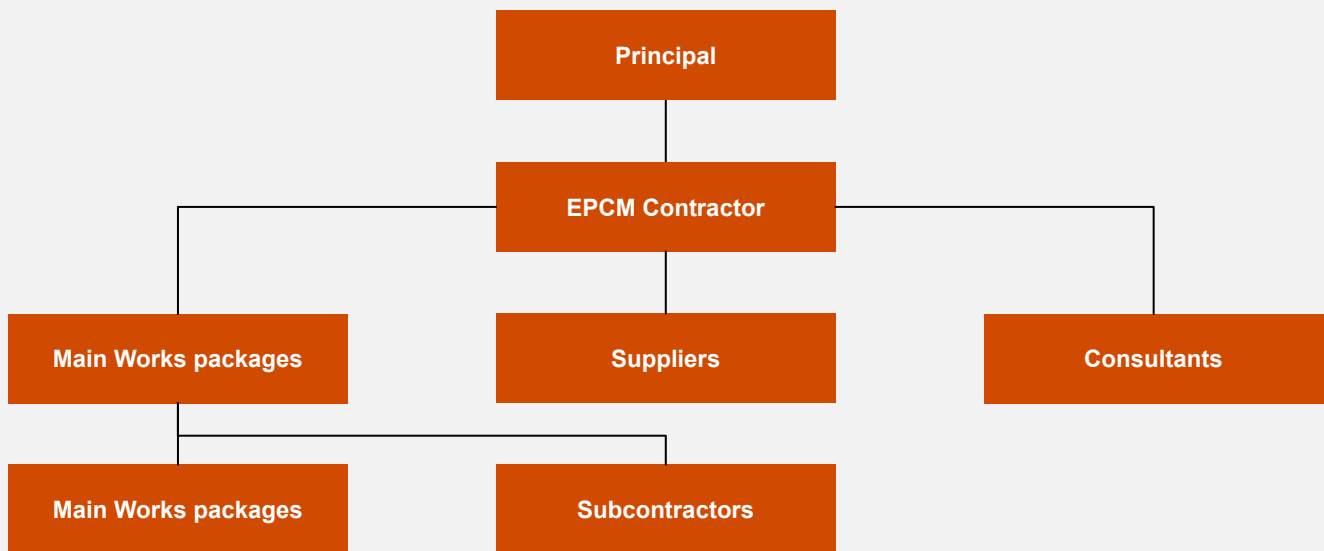 Principal
EPCM Contractor
Main Works packages
Suppliers
Consultants
Main Works packages
Subcontractors